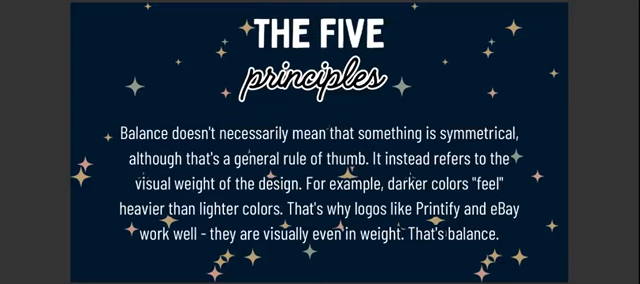 THE FIVE
principles
Balance doesn't necessarily mean that something is symmetrical,
although that's a general rule of thumb. It instead refers to the
visual weight of the design. For example, darker colors "feel"
heavier than lighter colors. That's why logos like Printify and eBay
work well - they are visually even in weight. That's balance.